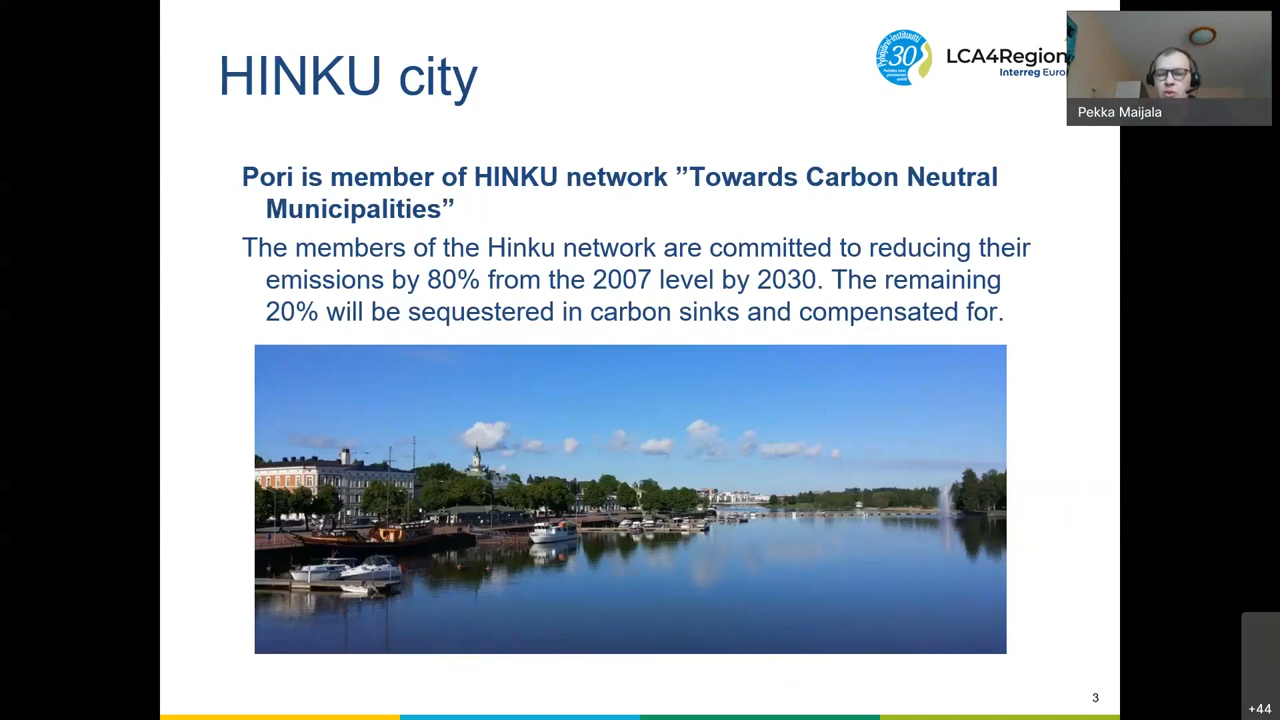 HINKU city
30
LCA4Region
Interreg Euro
Pekka Maijala
Pori is member of HINKU network ”Towards Carbon Neutral
Municipalities”
The members of the Hinku network are committed to reducing their
emissions by 80% from the 2007 level by 2030. The remaining
20% will be sequestered in carbon sinks and compensated for.
3
+44